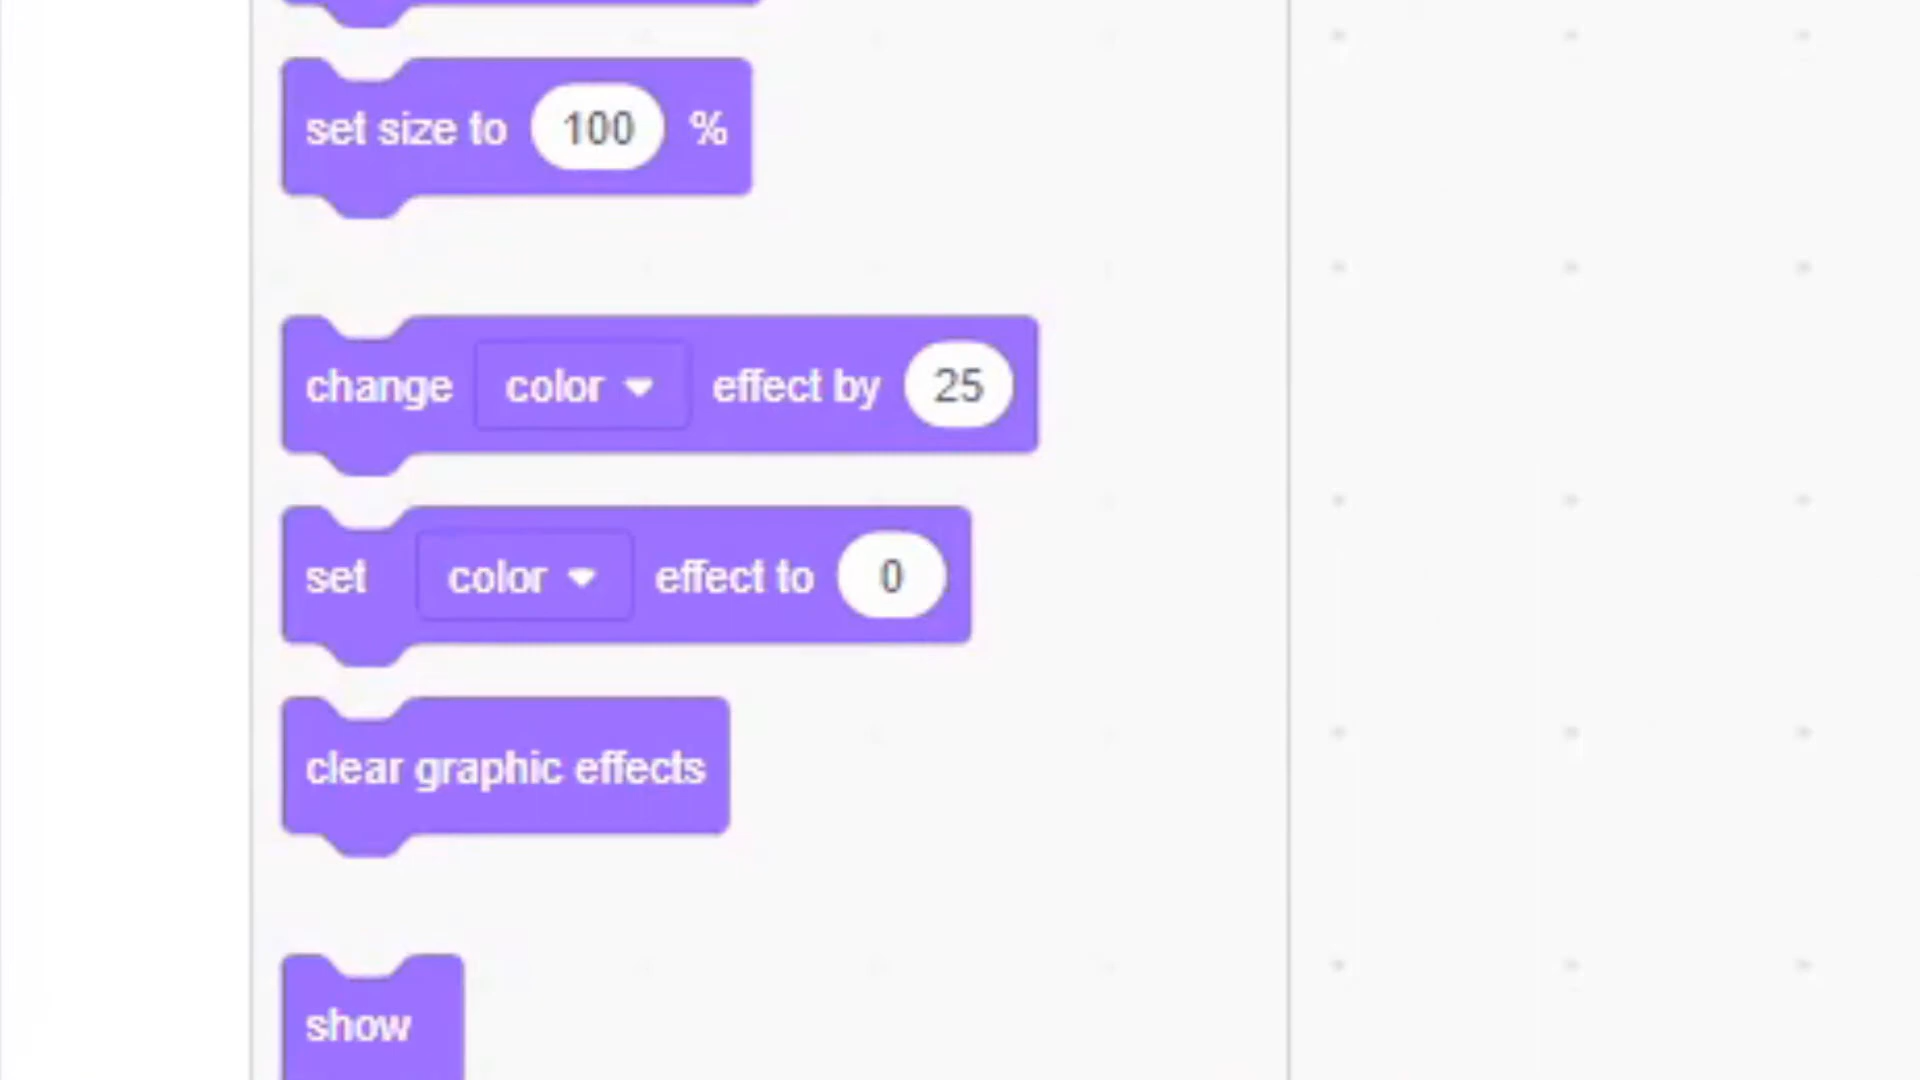 set size to 100 %
change color effect by 25
set color effect to 0
clear graphic effects
show